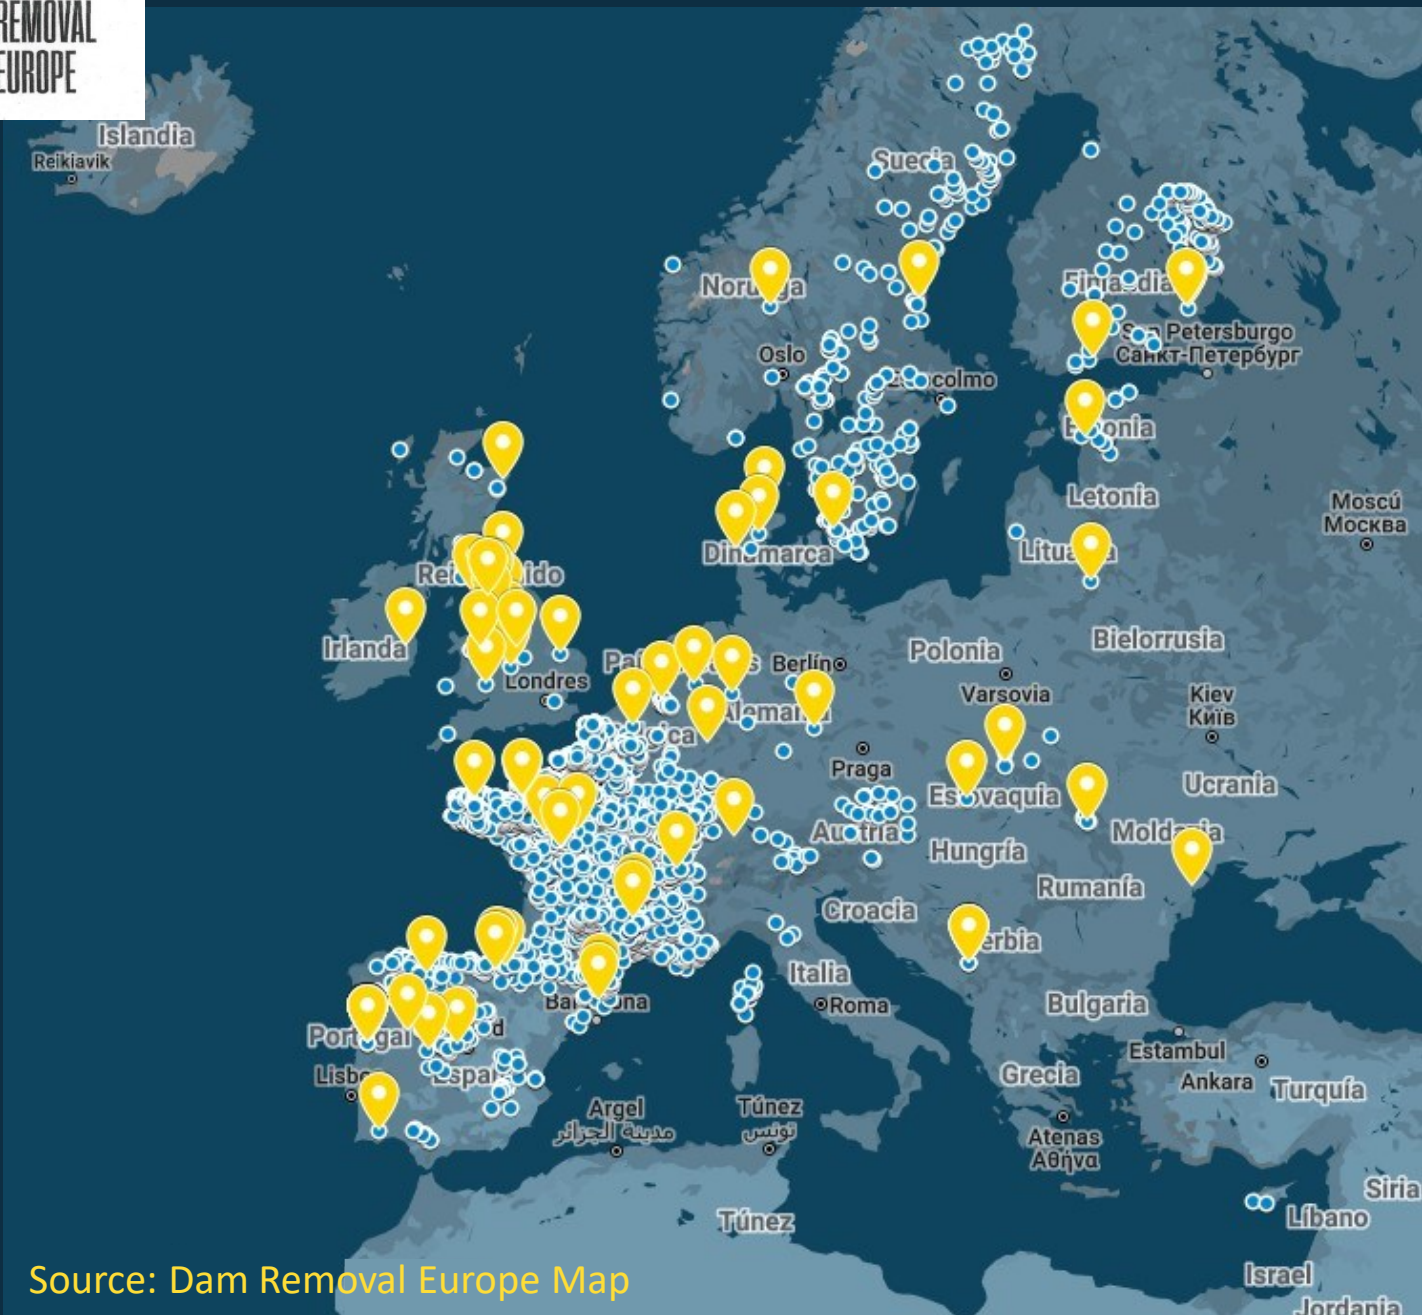 REMOVAL
EUROPE
Islandia
Reikiavik
Suecia
Noruega
Finlandia
San Petersburgo
Санкт-Петербург
Oslo
Estocolmo
Estonia
Letonia
Moscú
Москва
Dinamarca
Lituania
Reino Unido
Irlanda
Bielorrusia
Polonia
Países Bajos
Berlín
Londres
Varsovia
Kiev
Київ
Alemania
Bélgica
Praga
Ucrania
Eslovaquia
Austria
Moldavia
Hungría
Rumanía
Croacia
Serbia
Italia
Barcelona
Roma
Bulgaria
Portugal
Madrid
Estambul
Lisboa
España
Grecia
Ankara
Turquía
Argel
مدينة الجزائر
Túnez
تونس
Atenas
Αθήνα
Siria
Líbano
Túnez
Source: Dam Removal Europe Map
Israel
Jordania